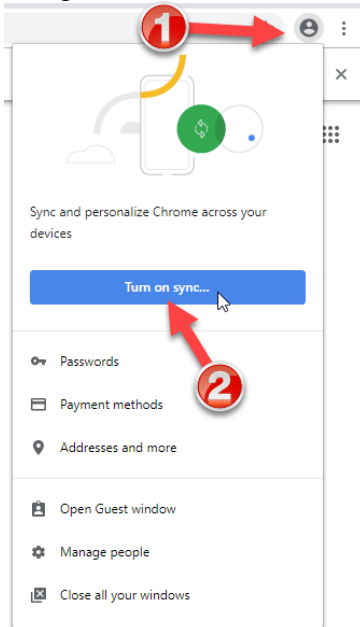 1
Sync and personalize Chrome across your
devices
Turn on sync...
2
Passwords
Payment methods
Addresses and more
Open Guest window
Manage people
Close all your windows